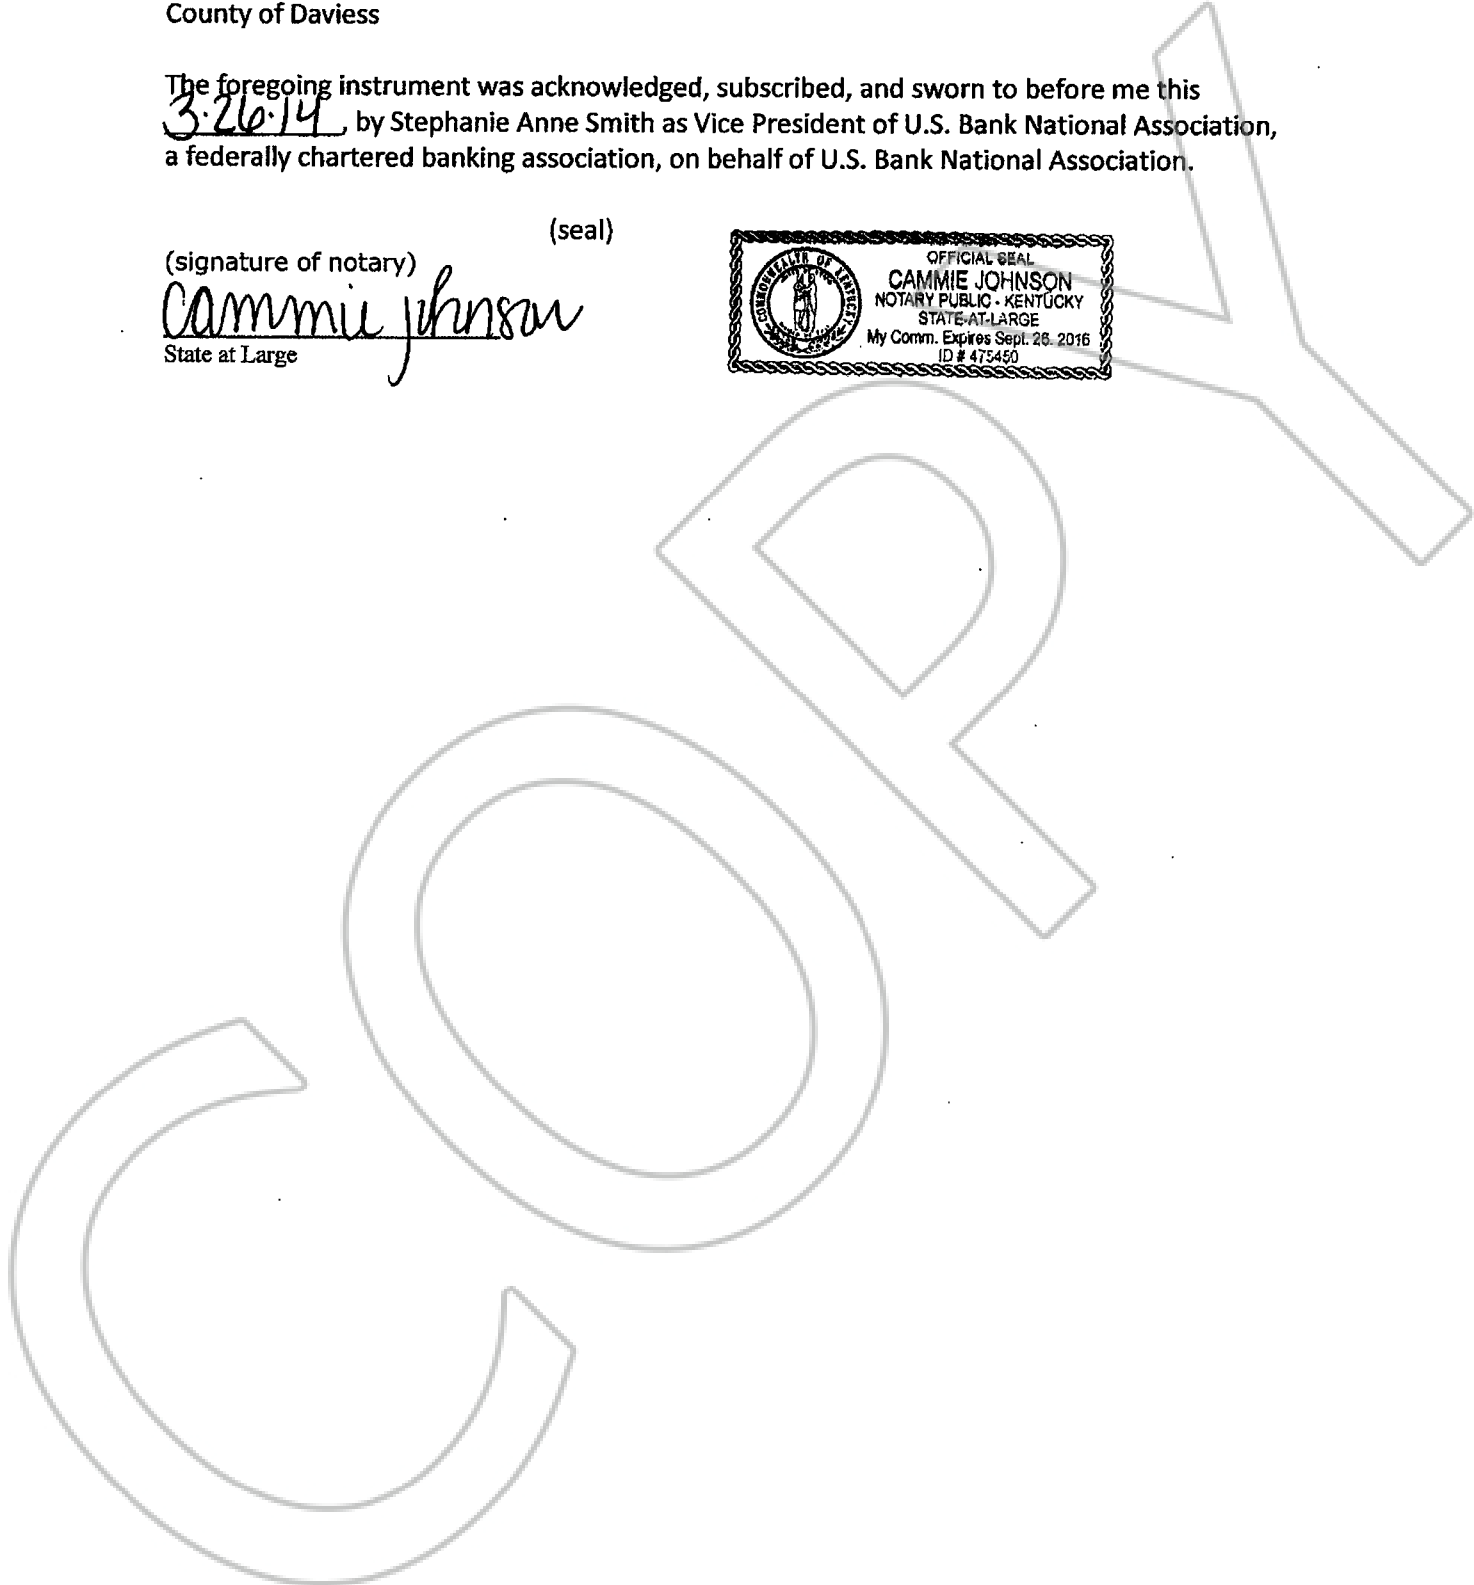 County of Daviess
The foregoing instrument was acknowledged, subscribed, and sworn to before me this
3·26·14, by Stephanie Anne Smith as Vice President of U.S. Bank National Association,
a federally chartered banking association, on behalf of U.S. Bank National Association.
(seal)
(signature of notary)
Cammie Johnson
State at Large
COMMONWEALTH OF KENTUCKY
OFFICIAL SEAL
CAMMIE JOHNSON
NOTARY PUBLIC - KENTUCKY
STATE-AT-LARGE
My Comm. Expires Sept. 26. 2016
ID # 475450
COPY